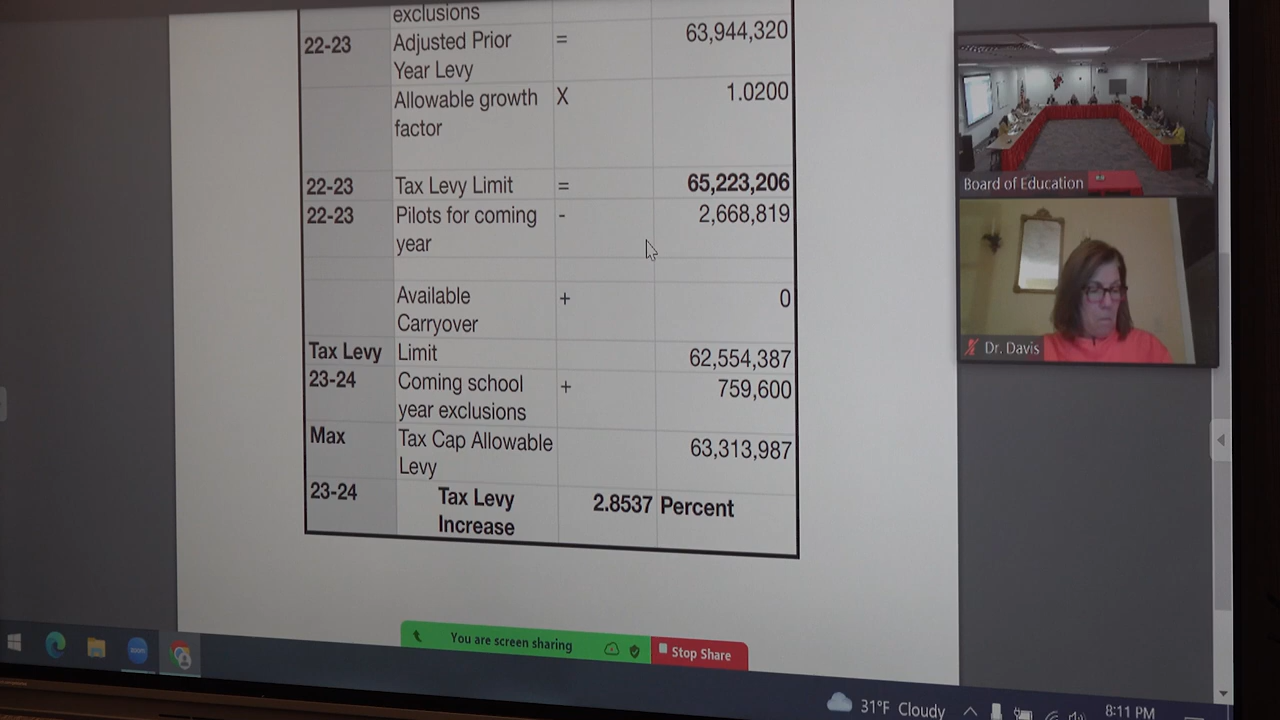 exclusions
22-23 Adjusted Prior = 63,944,320
Year Levy
Allowable growth X 1.0200
factor
22-23 Tax Levy Limit = 65,223,206
22-23 Pilots for coming - 2,668,819
year
Available + 0
Carryover
Tax Levy Limit 62,554,387
23-24 Coming school + 759,600
year exclusions
Max Tax Cap Allowable 63,313,987
Levy
23-24 Tax Levy 2.8537 Percent
Increase
Board of Education
Dr. Davis
You are screen sharing
Stop Share
zoom
31°F Cloudy
8:11 PM